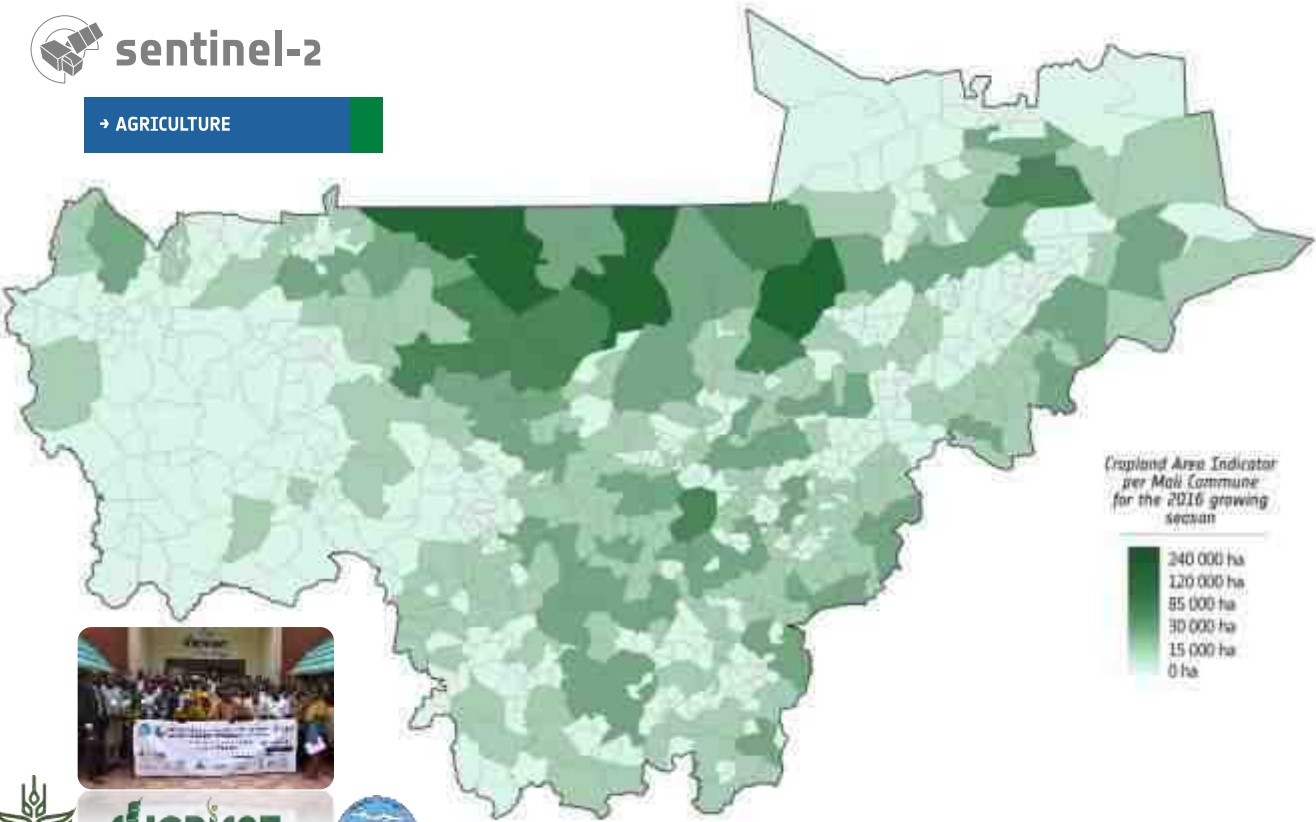 sentinel-2
→ AGRICULTURE
Cropland Area Indicator
per Mali Commune
for the 2016 growing
season
240 000 ha
120 000 ha
85 000 ha
30 000 ha
15 000 ha
0 ha